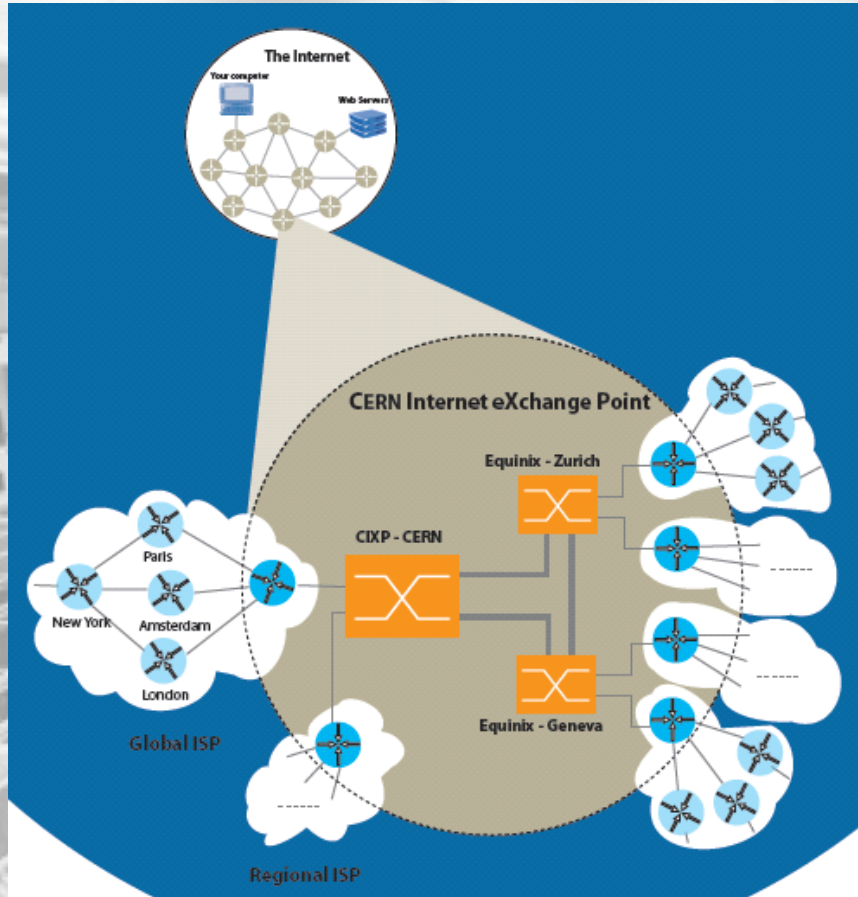 The Internet
Your computer
Web Servers
CERN Internet eXchange Point
Equinix - Zurich
CIXP - CERN
Paris
New York
Amsterdam
London
Equinix - Geneva
Global ISP
Regional ISP